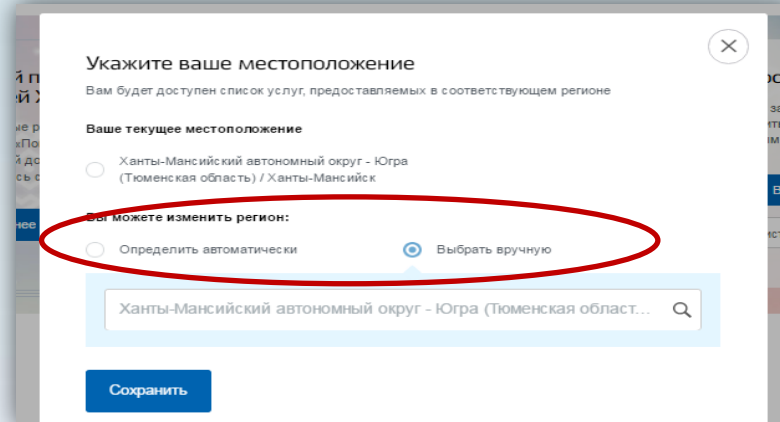 Укажите ваше местоположение
Вам будет доступен список услуг, предоставляемых в соответствующем регионе
Ваше текущее местоположение
Ханты-Мансийский автономный округ - Югра
(Тюменская область) / Ханты-Мансийск
Вы можете изменить регион:
Определить автоматически
Выбрать вручную
Ханты-Мансийский автономный округ - Югра (Тюменская област...
Сохранить